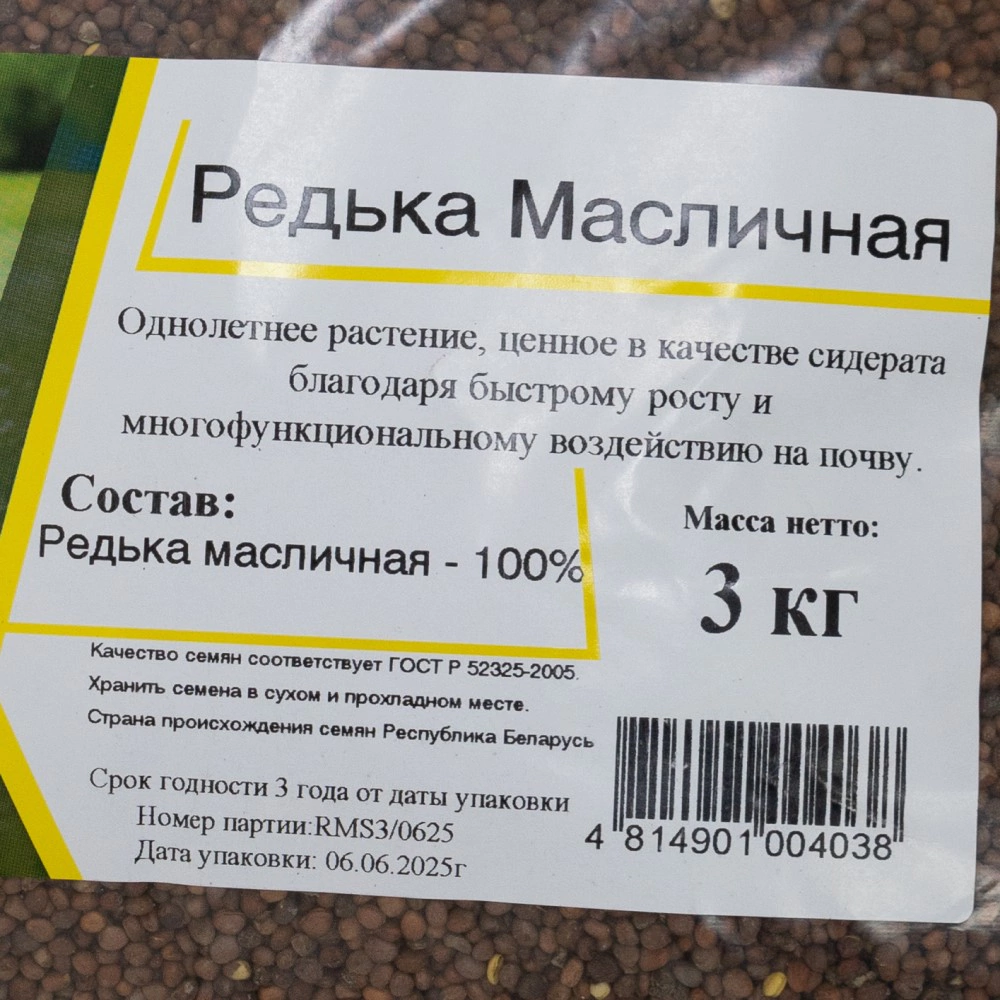 Редька Масличная
Однолетнее растение, ценное в качестве сидерата
благодаря быстрому росту и
многофункциональному воздействию на почву.
Состав:
Редька масличная - 100%
Масса нетто:
3 кг
Качество семян соответствует ГОСТ Р 52325-2005.
Хранить семена в сухом и прохладном месте.
Страна происхождения семян Республика Беларусь
Срок годности 3 года от даты упаковки
Номер партии:RMS3/0625
Дата упаковки: 06.06.2025г
4 814901 004038